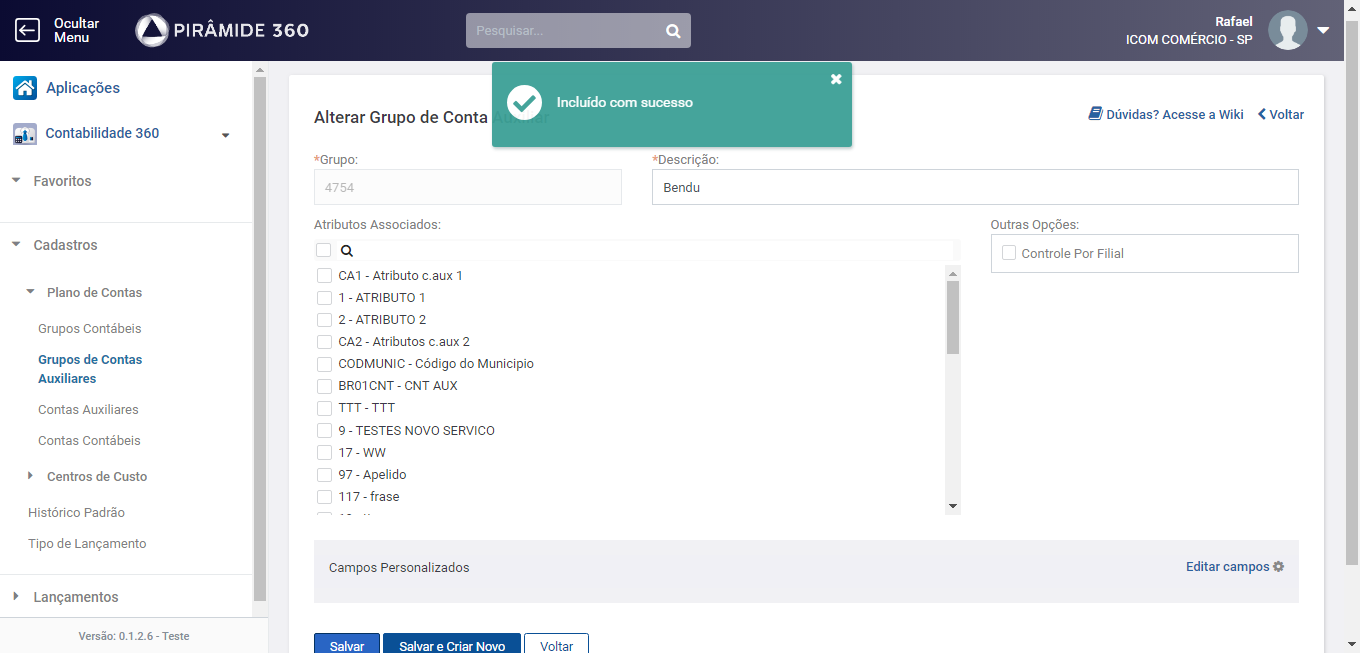 Ocultar
Menu
PIRÂMIDE 360
Pesquisar...
Rafael
ICOM COMÉRCIO - SP
Aplicações
Contabilidade 360
Favoritos
Cadastros
Plano de Contas
Grupos Contábeis
Grupos de Contas
Auxiliares
Contas Auxiliares
Contas Contábeis
Centros de Custo
Histórico Padrão
Tipo de Lançamento
Lançamentos
Versão: 0.1.2.6 - Teste
Incluído com sucesso
Alterar Grupo de Conta Auxiliar
Dúvidas? Acesse a Wiki
Voltar
*Grupo:
*Descrição:
4754
Bendu
Atributos Associados:
Outras Opções:
Controle Por Filial
CA1 - Atributo c.aux 1
1 - ATRIBUTO 1
2 - ATRIBUTO 2
CA2 - Atributos c.aux 2
CODMUNIC - Código do Municipio
BR01CNT - CNT AUX
TTT - TTT
9 - TESTES NOVO SERVICO
17 - WW
97 - Apelido
117 - frase
Campos Personalizados
Editar campos
Salvar
Salvar e Criar Novo
Voltar